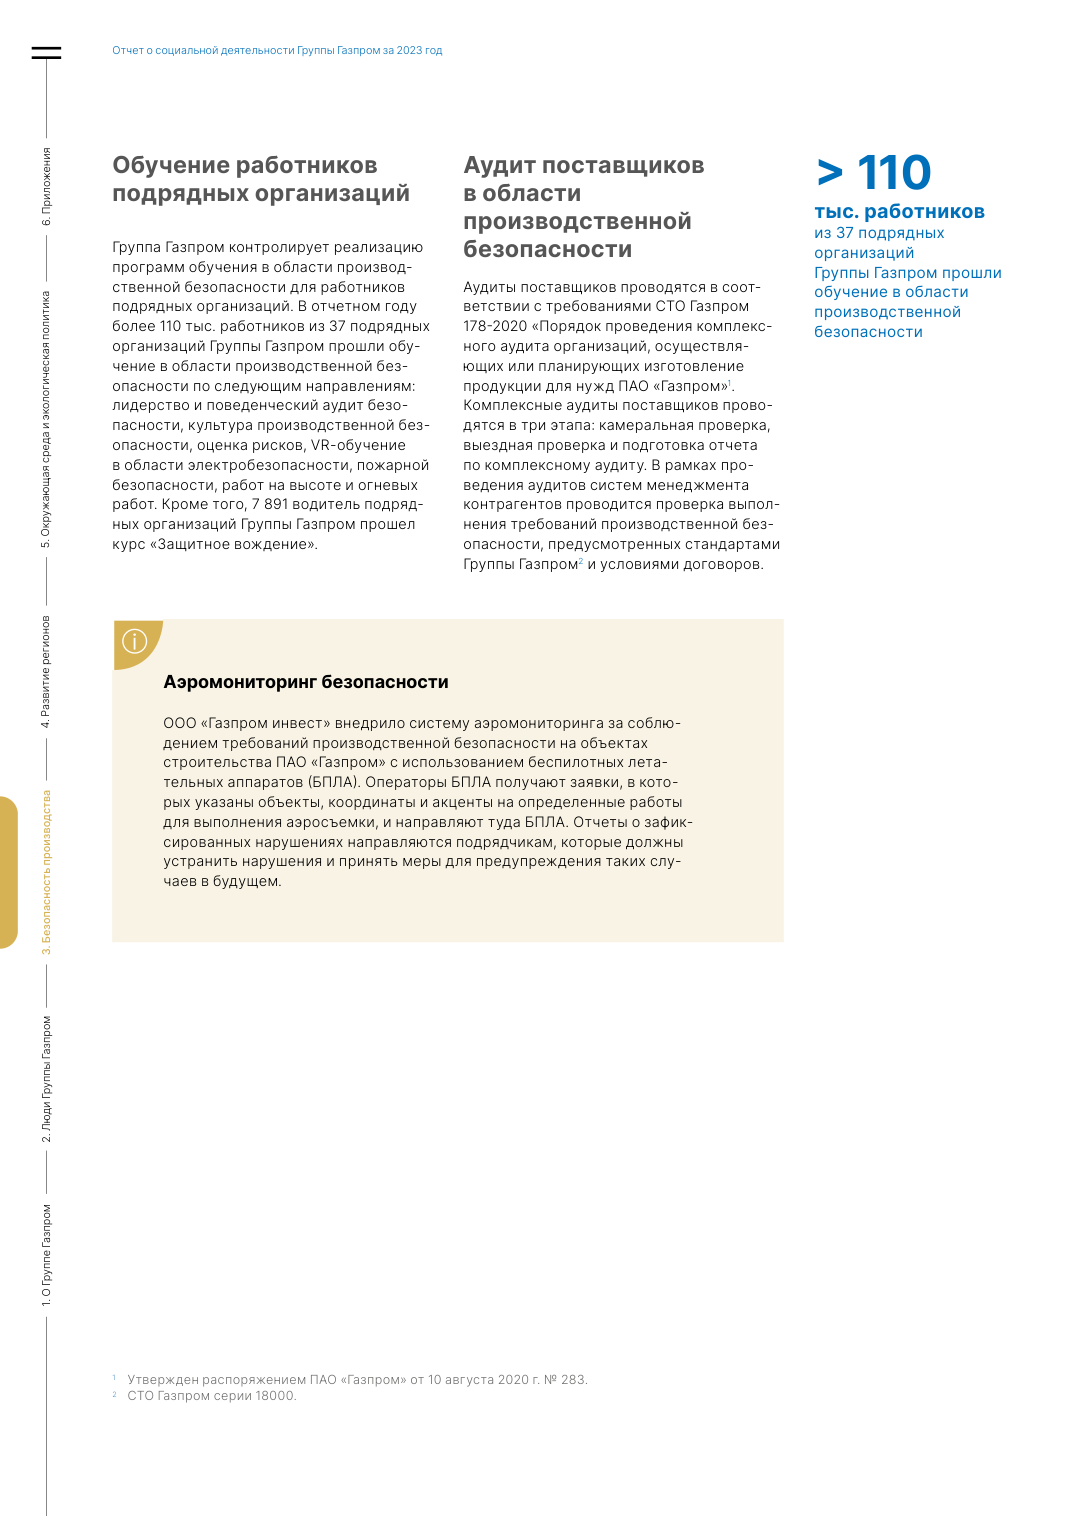 Отчет о социальной деятельности Группы Газпром за 2023 год
Обучение работников
подрядных организаций
Группа Газпром контролирует реализацию
программ обучения в области производ-
ственной безопасности для работников
подрядных организаций. В отчетном году
более 110 тыс. работников из 37 подрядных
организаций Группы Газпром прошли обу-
чение в области производственной без-
опасности по следующим направлениям:
лидерство и поведенческий аудит безо-
пасности, культура производственной без-
опасности, оценка рисков, VR-обучение
в области электробезопасности, пожарной
безопасности, работ на высоте и огневых
работ. Кроме того, 7 891 водитель подряд-
ных организаций Группы Газпром прошел
курс «Защитное вождение».
Аудит поставщиков
в области
производственной
безопасности
Аудиты поставщиков проводятся в соот-
ветствии с требованиями СТО Газпром
178-2020 «Порядок проведения комплекс-
ного аудита организаций, осуществля-
ющих или планирующих изготовление
продукции для нужд ПАО «Газпром»1.
Комплексные аудиты поставщиков прово-
дятся в три этапа: камеральная проверка,
выездная проверка и подготовка отчета
по комплексному аудиту. В рамках про-
ведения аудитов систем менеджмента
контрагентов проводится проверка выпол-
нения требований производственной без-
опасности, предусмотренных стандартами
Группы Газпром2 и условиями договоров.
> 110
тыс. работников
из 37 подрядных
организаций
Группы Газпром прошли
обучение в области
производственной
безопасности
Аэромониторинг безопасности
ООО «Газпром инвест» внедрило систему аэромониторинга за соблю-
дением требований производственной безопасности на объектах
строительства ПАО «Газпром» с использованием беспилотных лета-
тельных аппаратов (БПЛА). Операторы БПЛА получают заявки, в кото-
рых указаны объекты, координаты и акценты на определенные работы
для выполнения аэросъемки, и направляют туда БПЛА. Отчеты о зафик-
сированных нарушениях направляются подрядчикам, которые должны
устранить нарушения и принять меры для предупреждения таких слу-
чаев в будущем.
1 Утвержден распоряжением ПАО «Газпром» от 10 августа 2020 г. № 283.
2 СТО Газпром серии 18000.
6. Приложения
5. Окружающая среда и экологическая политика
4. Развитие регионов
3. Безопасность производства
2. Люди Группы Газпром
1. О Группе Газпром